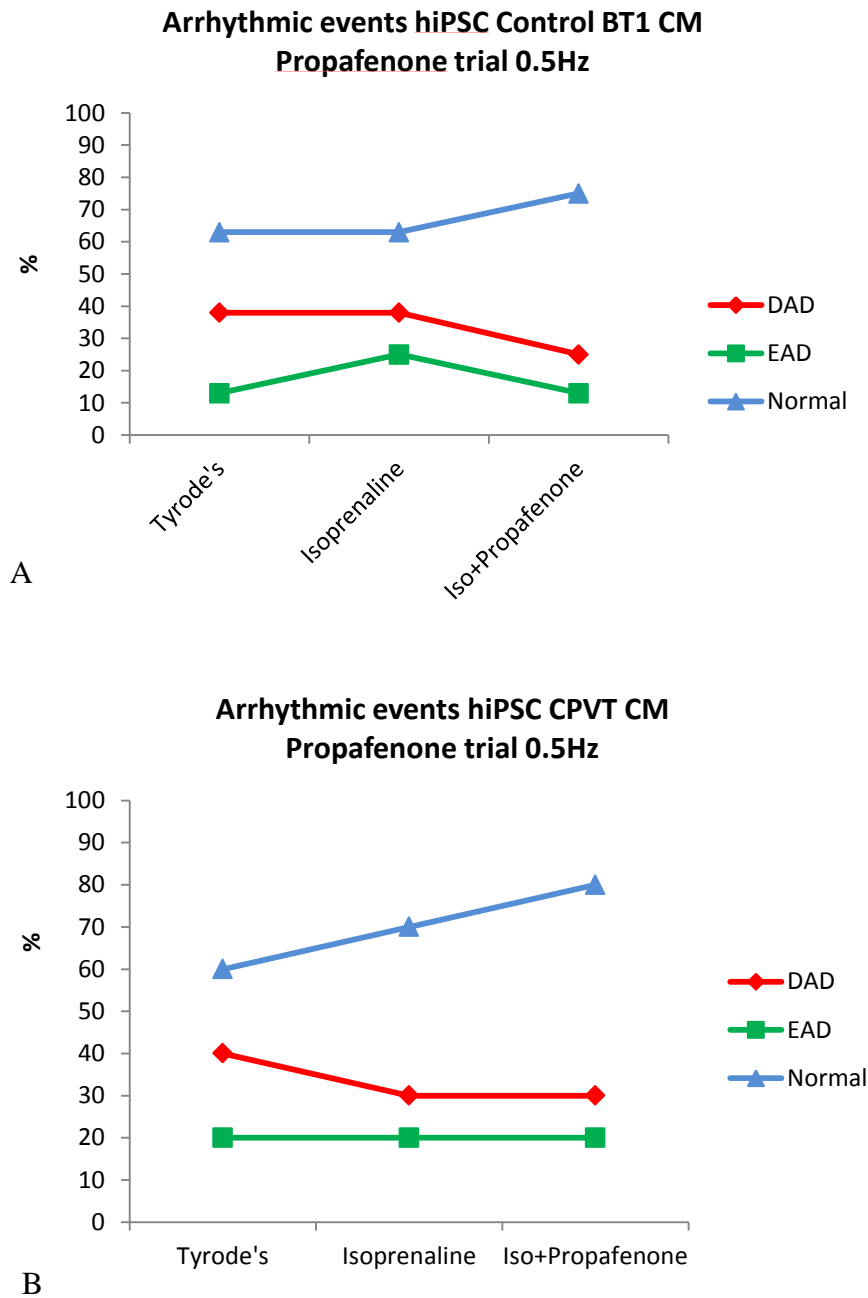 Arrhythmic events hiPSC Control BT1 CM
Propafenone trial 0.5Hz
100
90
80
70
60
50
40
30
20
10
0
%
Tyrode's
Isoprenaline
Iso+Propafenone
DAD
EAD
Normal
A
Arrhythmic events hiPSC CPVT CM
Propafenone trial 0.5Hz
100
90
80
70
60
50
40
30
20
10
0
%
Tyrode's Isoprenaline Iso+Propafenone
DAD
EAD
Normal
B